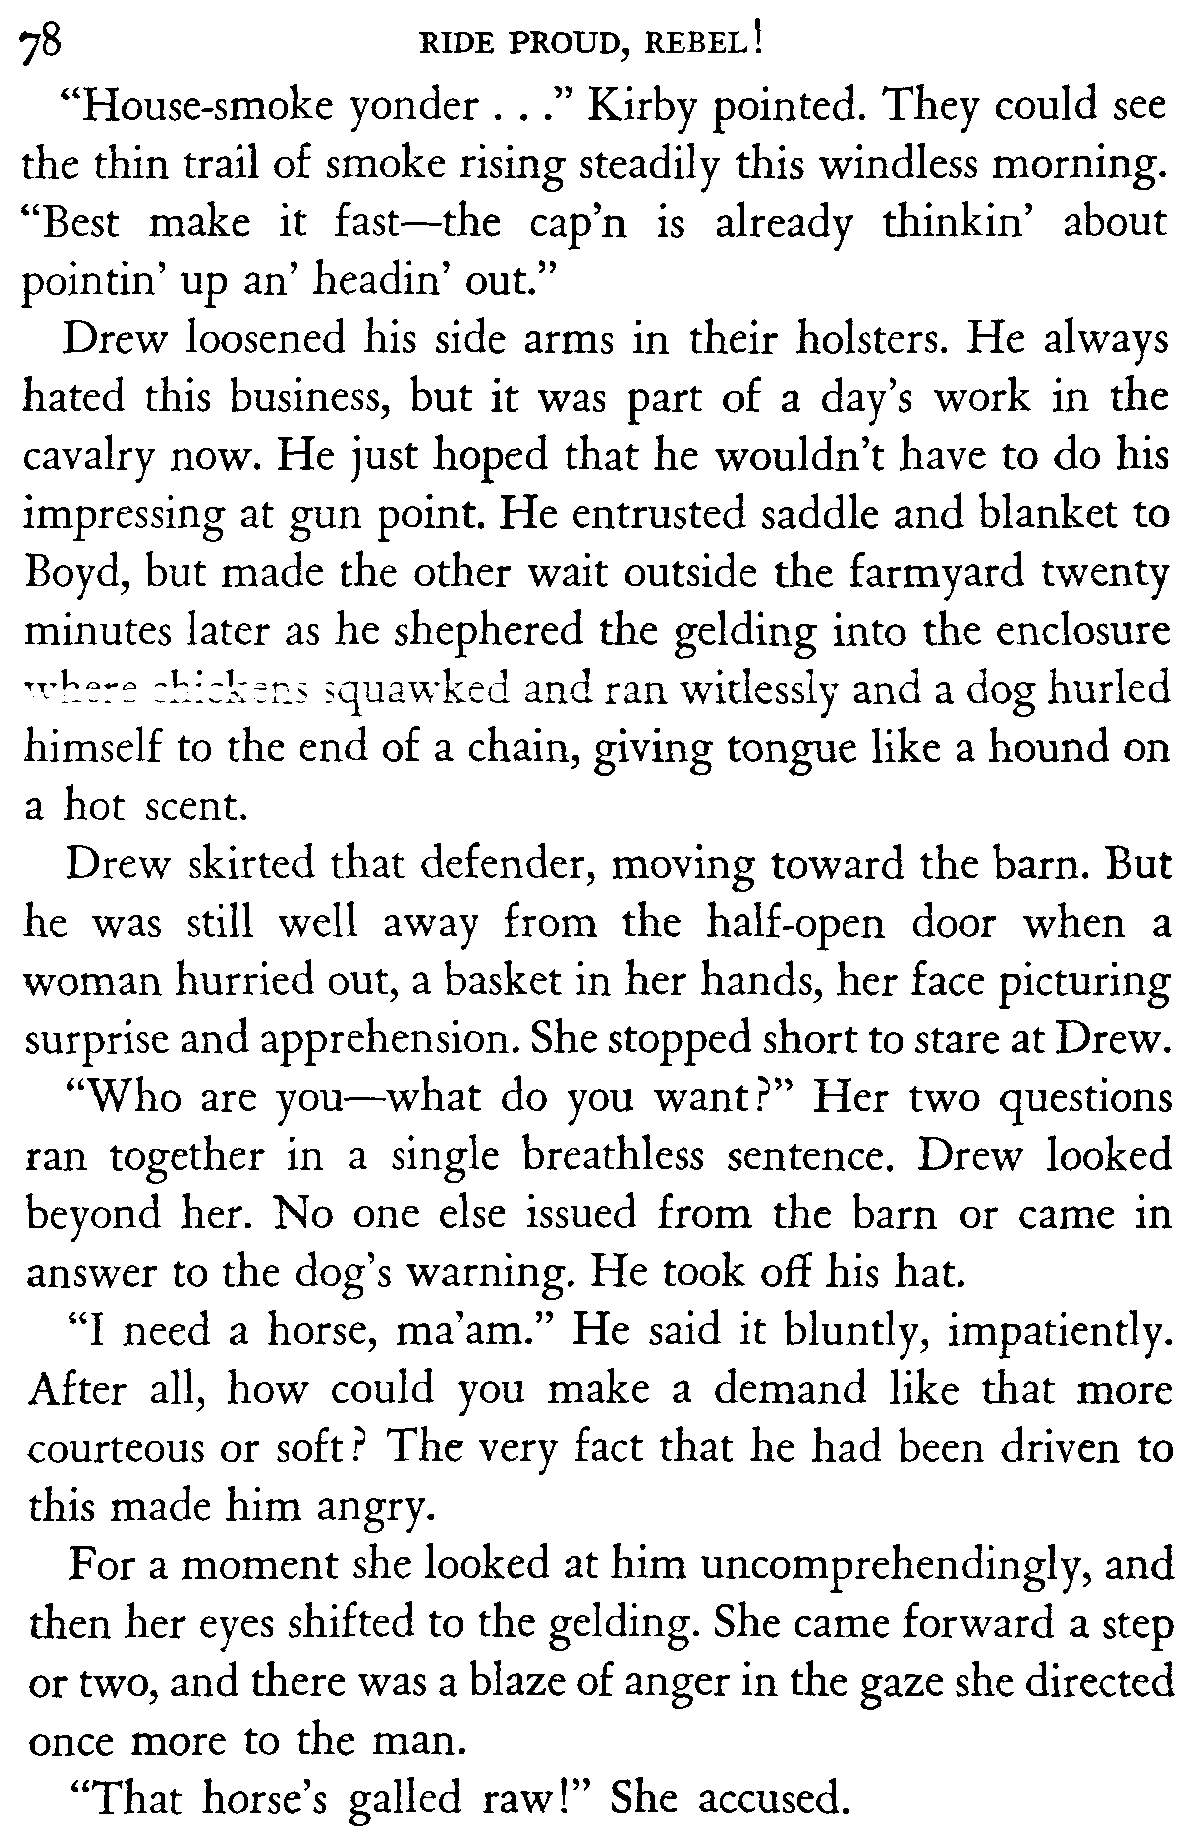 78 RIDE PROUD, REBEL!
“House-smoke yonder . . .” Kirby pointed. They could see
the thin trail of smoke rising steadily this windless morning.
“Best make it fast—the cap’n is already thinkin’ about
pointin’ up an’ headin’ out.”
Drew loosened his side arms in their holsters. He always
hated this business, but it was part of a day’s work in the
cavalry now. He just hoped that he wouldn’t have to do his
impressing at gun point. He entrusted saddle and blanket to
Boyd, but made the other wait outside the farmyard twenty
minutes later as he shephered the gelding into the enclosure
where chickens squawked and ran witlessly and a dog hurled
himself to the end of a chain, giving tongue like a hound on
a hot scent.
Drew skirted that defender, moving toward the barn. But
he was still well away from the half-open door when a
woman hurried out, a basket in her hands, her face picturing
surprise and apprehension. She stopped short to stare at Drew.
“Who are you—what do you want?” Her two questions
ran together in a single breathless sentence. Drew looked
beyond her. No one else issued from the barn or came in
answer to the dog’s warning. He took off his hat.
“I need a horse, ma’am.” He said it bluntly, impatiently.
After all, how could you make a demand like that more
courteous or soft? The very fact that he had been driven to
this made him angry.
For a moment she looked at him uncomprehendingly, and
then her eyes shifted to the gelding. She came forward a step
or two, and there was a blaze of anger in the gaze she directed
once more to the man.
“That horse’s galled raw!” She accused.